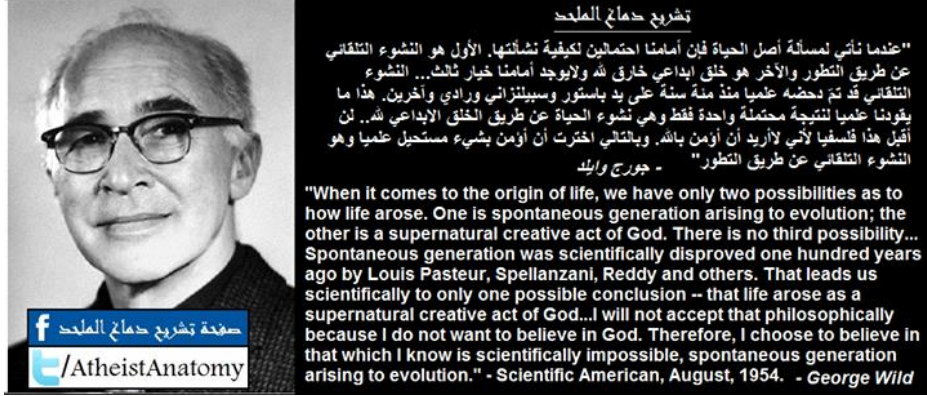 تشريح دماغ الملحد
"عندما نأتي لمسألة أصل الحياة فإن أمامنا احتمالين لكيفية نشأتها. الأول هو النشوء التلقائي
عن طريق التطور والآخر هو خلق ابداعي خارق لله ولايوجد أمامنا خيار ثالث... النشوء
التلقائي قد تمّ دحضه علميا منذ مئة سنة على يد باستور وسبيلنزاني ورادي وآخرين. هذا ما
يقودنا علميا لنتيجة محتملة واحدة فقط وهي نشوء الحياة عن طريق الخلق الابداعي لله.. لن
أقبل هذا فلسفيا لأني لاأريد أن أؤمن بالله. وبالتالي اخترت أن أؤمن بشيء مستحيل علميا وهو
النشوء التلقائي عن طريق التطور"
- جورج وايلد
"When it comes to the origin of life, we have only two possibilities as to
how life arose. One is spontaneous generation arising to evolution; the
other is a supernatural creative act of God. There is no third possibility...
Spontaneous generation was scientifically disproved one hundred years
ago by Louis Pasteur, Spellanzani, Reddy and others. That leads us
scientifically to only one possible conclusion -- that life arose as a
supernatural creative act of God...I will not accept that philosophically
because I do not want to believe in God. Therefore, I choose to believe in
that which I know is scientifically impossible, spontaneous generation
arising to evolution." - Scientific American, August, 1954. - George Wild
f صفحة تشريح دماغ الملحد
t /AtheistAnatomy